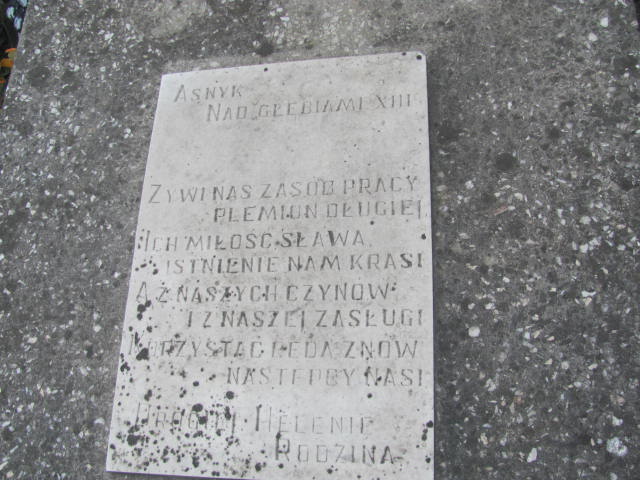 ASNYK
NAD GŁĘBIAMI XIII
ŻYWI NAS ZASÓB PRACY
PLEMION DŁUGIEJ,
ICH MIŁOŚĆ SŁAWA
ISTNIENIE NAM KRASI
A Z NASZYCH CZYNÓW
I Z NASZEJ ZASŁUGI
KORZYSTAĆ BĘDĄ ZNÓW
NASTĘPCY NASI
DROGIEJ HELENIE
RODZINA